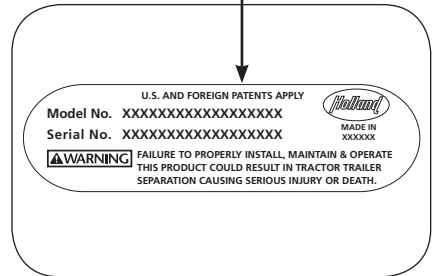 U.S. AND FOREIGN PATENTS APPLY
Holland
Model No. XXXXXXXXXXXXXXXXXX
Serial No. XXXXXXXXXXXXXXXXXX
MADE IN
XXXXXX
WARNING FAILURE TO PROPERLY INSTALL, MAINTAIN & OPERATE
THIS PRODUCT COULD RESULT IN TRACTOR TRAILER
SEPARATION CAUSING SERIOUS INJURY OR DEATH.